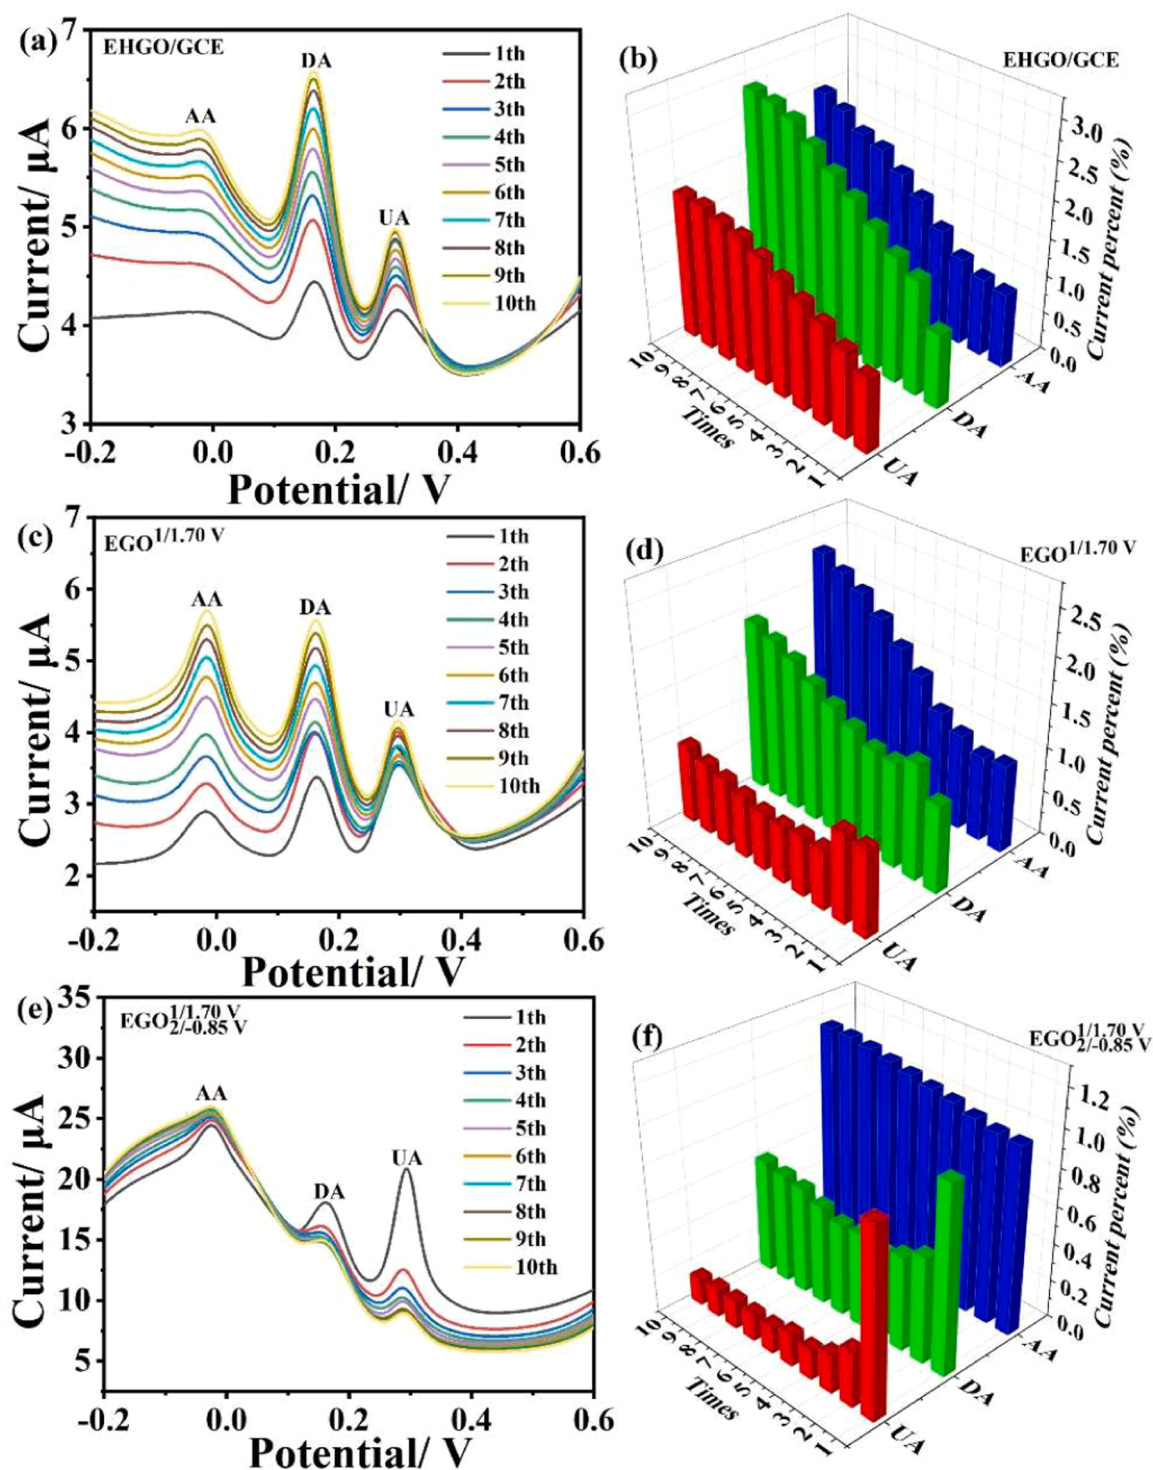 (a)
EHGO/GCE
7
6
5
4
3
Current/ μA
AA
DA
UA
1th
2th
3th
4th
5th
6th
7th
8th
9th
10th
-0.2 0.0 0.2 0.4 0.6
Potential/ V
(b)
EHGO/GCE
3.0
2.5
2.0
1.5
1.0
0.5
0.0
Current percent (%)
10 9 8 7 6 5 4 3 2 1
Times
AA
DA
UA
(c)
EGO1/1.70 V
7
6
5
4
3
2
Current/ μA
AA
DA
UA
1th
2th
3th
4th
5th
6th
7th
8th
9th
10th
-0.2 0.0 0.2 0.4 0.6
Potential/ V
(d)
EGO1/1.70 V
2.5
2.0
1.5
1.0
0.5
0.0
Current percent (%)
10 9 8 7 6 5 4 3 2 1
Times
AA
DA
UA
(e)
EGO1/1.70 V
2/-0.85 V
35
30
25
20
15
10
5
Current/ μA
AA
DA
UA
1th
2th
3th
4th
5th
6th
7th
8th
9th
10th
-0.2 0.0 0.2 0.4 0.6
Potential/ V
(f)
EGO1/1.70 V
2/-0.85 V
1.2
1.0
0.8
0.6
0.4
0.2
0.0
Current percent (%)
10 9 8 7 6 5 4 3 2 1
Times
AA
DA
UA